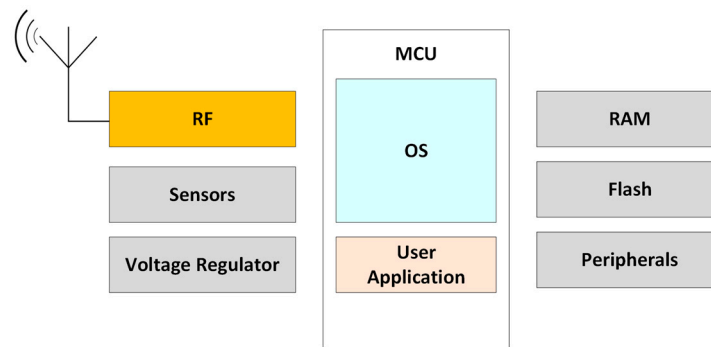 MCU
RF
OS
RAM
Sensors
Flash
Voltage Regulator
User
Application
Peripherals